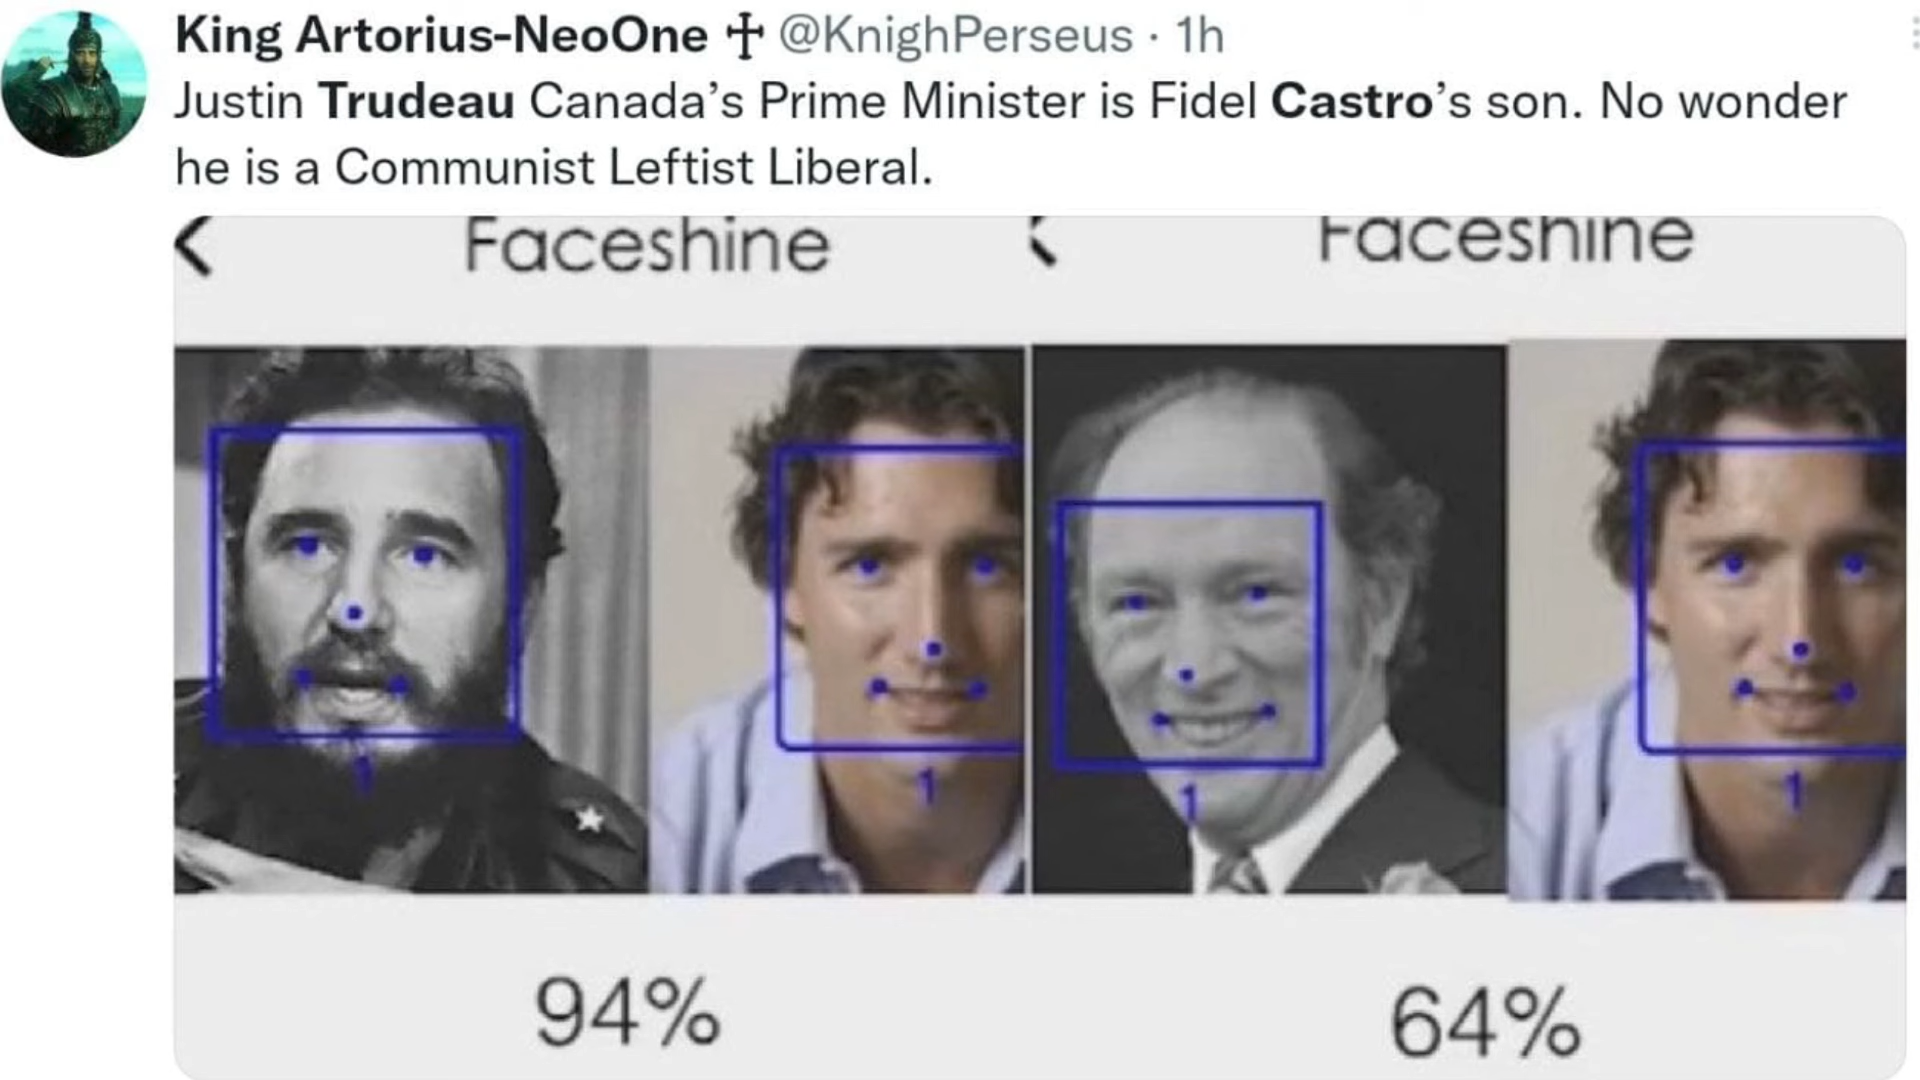 King Artorius-NeoOne ☩ @KnighPerseus · 1h
Justin Trudeau Canada’s Prime Minister is Fidel Castro’s son. No wonder
he is a Communist Leftist Liberal.
Faceshine
Faceshine
1
1
1
1
94%
64%